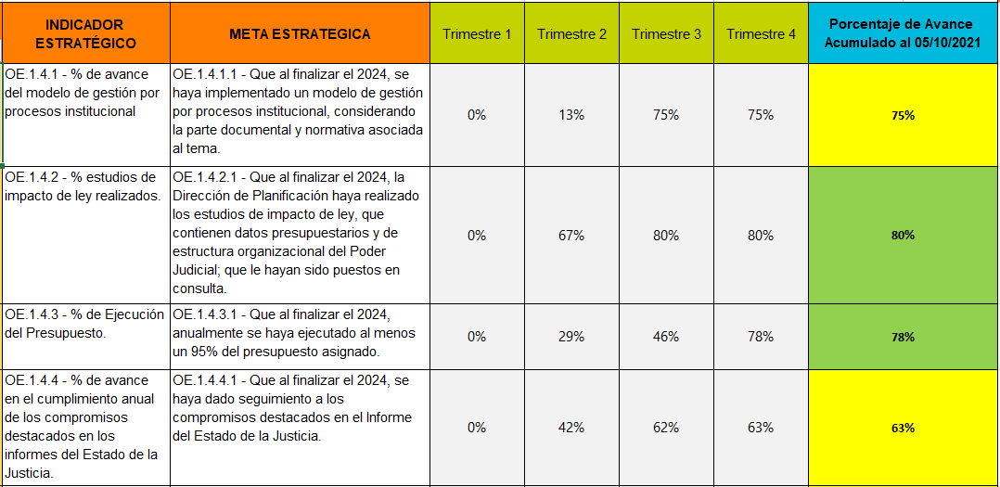 INDICADOR
ESTRATÉGICO
META ESTRATEGICA
Trimestre 1
Trimestre 2
Trimestre 3
Trimestre 4
Porcentaje de Avance
Acumulado al 05/10/2021
OE.1.4.1 - % de avance
del modelo de gestión por
procesos institucional
OE.1.4.1.1 - Que al finalizar el 2024, se
haya implementado un modelo de gestión
por procesos institucional, considerando
la parte documental y normativa asociada
al tema.
0%
13%
75%
75%
75%
OE.1.4.2 - % estudios de
impacto de ley realizados.
OE.1.4.2.1 - Que al finalizar el 2024, la
Dirección de Planificación haya realizado
los estudios de impacto de ley, que
contienen datos presupuestarios y de
estructura organizacional del Poder
Judicial; que le hayan sido puestos en
consulta.
0%
67%
80%
80%
80%
OE.1.4.3 - % de Ejecución
del Presupuesto.
OE.1.4.3.1 - Que al finalizar el 2024,
anualmente se haya ejecutado al menos
un 95% del presupuesto asignado.
0%
29%
46%
78%
78%
OE.1.4.4 - % de avance
en el cumplimiento anual
de los compromisos
destacados en los
informes del Estado de la
Justicia.
OE.1.4.4.1 - Que al finalizar el 2024, se
haya dado seguimiento a los
compromisos destacados en el Informe
del Estado de la Justicia.
0%
42%
62%
63%
63%